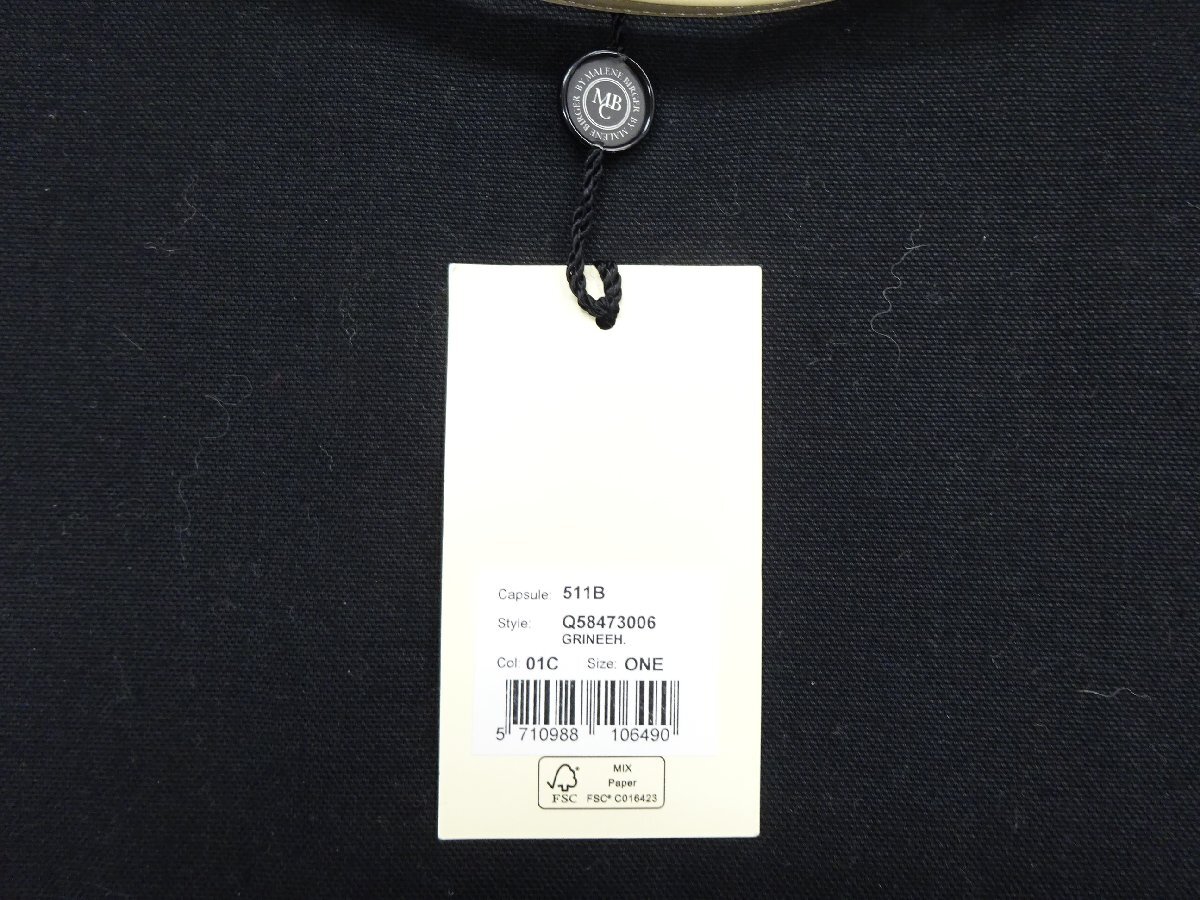 BY MALENE BIRGER BY MALENE BIRGER
MB
C
Capsule: 511B
Style: Q58473006
GRINEEH.
Col: 01C Size: ONE
5 710988 106490
FSC
MIX
Paper
FSC® C016423